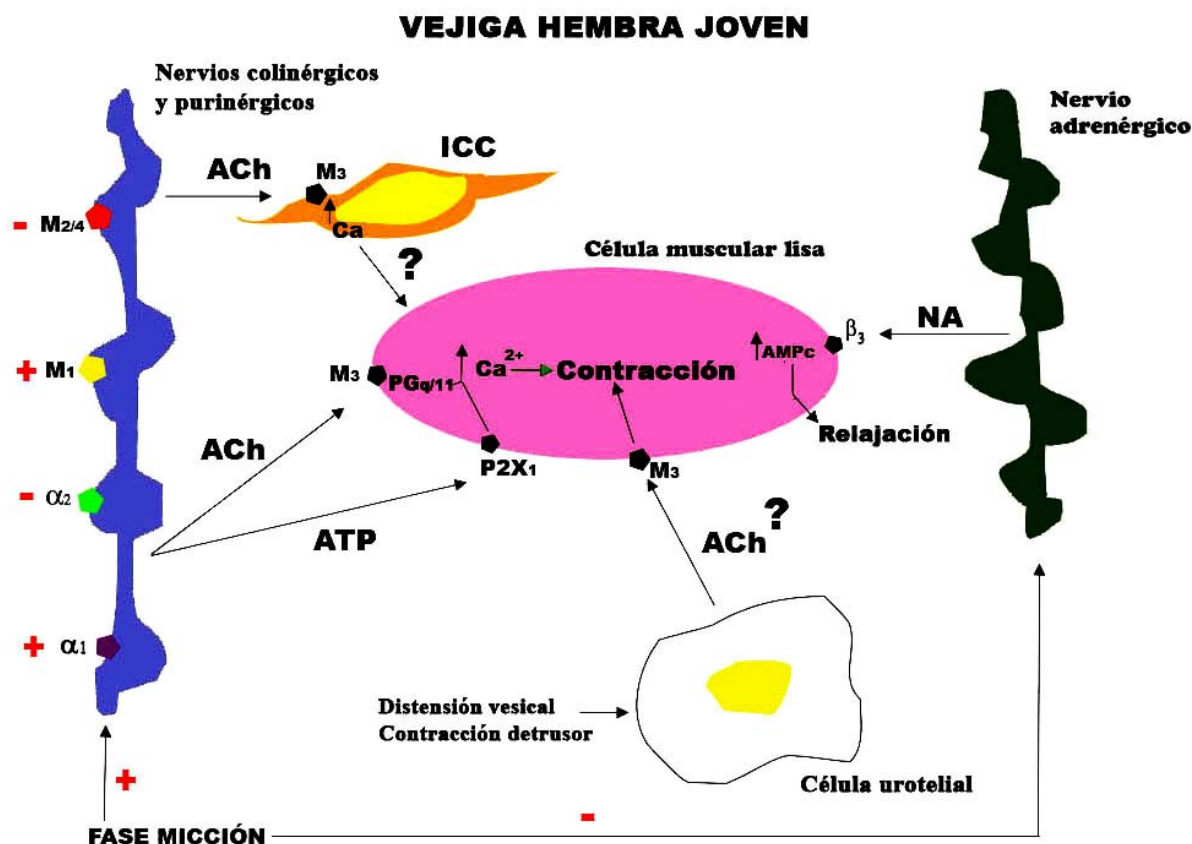 VEJIGA HEMBRA JOVEN
Nervios colinérgicos
y purinérgicos
Nervio
adrenérgico
ACh
ICC
M3
Ca
- M2/4
?
Célula muscular lisa
+ M1
M3
PGq/11
Ca2+
Contracción
AMPc
β3
NA
Relajación
ACh
P2X1
M3
- α2
ATP
ACh
?
+ α1
Distensión vesical
Contracción detrusor
Célula urotelial
+
-
FASE MICCIÓN